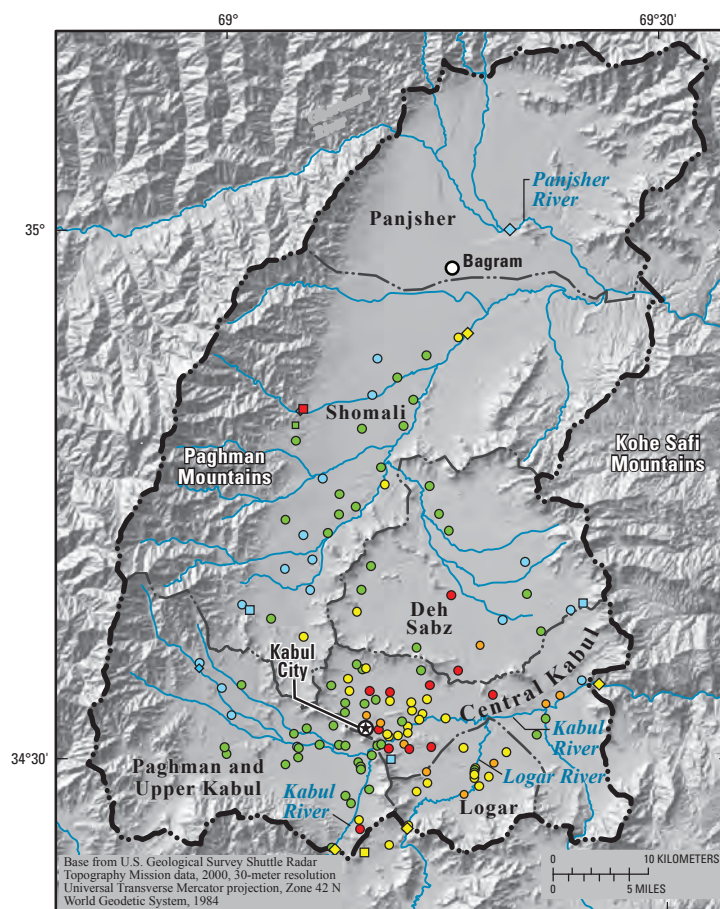 69°
69°30'
Panjsher
River
Panjsher
35°
Bagram
Shomali
Paghman
Mountains
Kohe Safi
Mountains
Deh
Sabz
Kabul
City
Central Kabul
Kabul
River
34°30'
Paghman and
Upper Kabul
Logar River
Kabul
River
Logar
Base from U.S. Geological Survey Shuttle Radar
Topography Mission data, 2000, 30-meter resolution
Universal Transverse Mercator projection, Zone 42 N
World Geodetic System, 1984
0 10 KILOMETERS
0 5 MILES